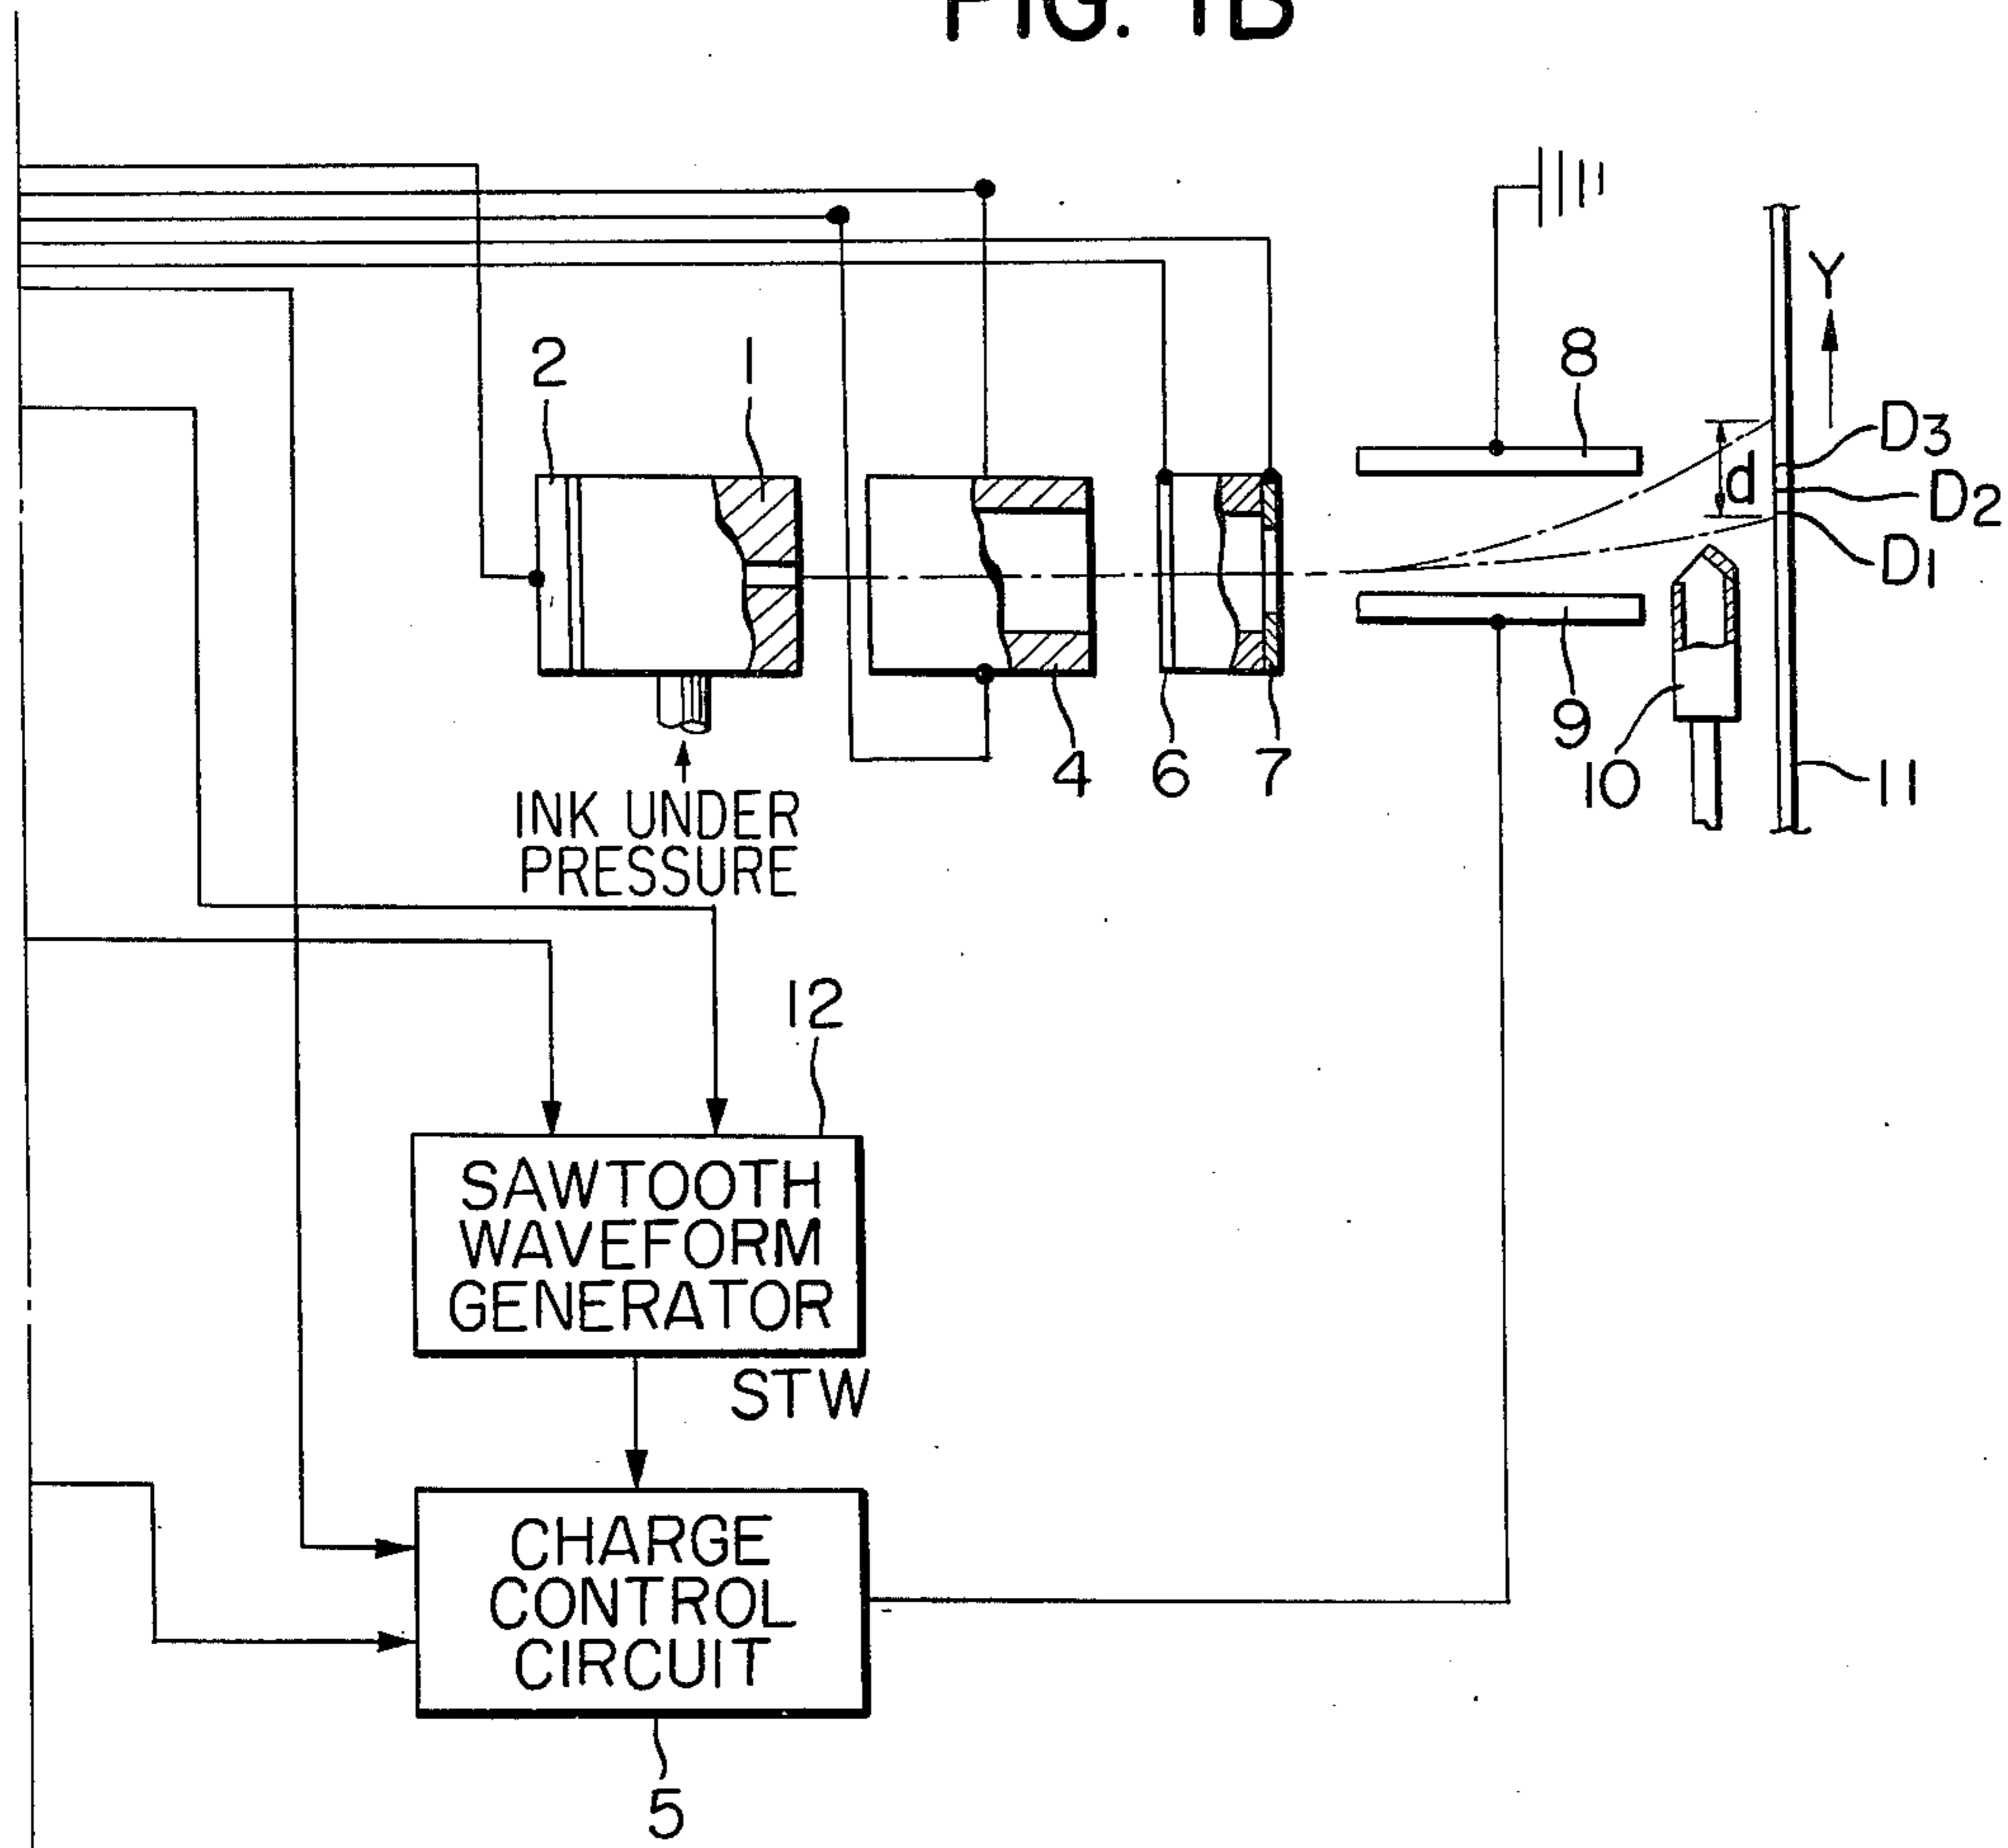 FIG. 1B
Y
2
1
8
D3
d
D2
D1
9
10
4
6
7
11
INK UNDER
PRESSURE
12
SAWTOOTH
WAVEFORM
GENERATOR
STW
CHARGE
CONTROL
CIRCUIT
5